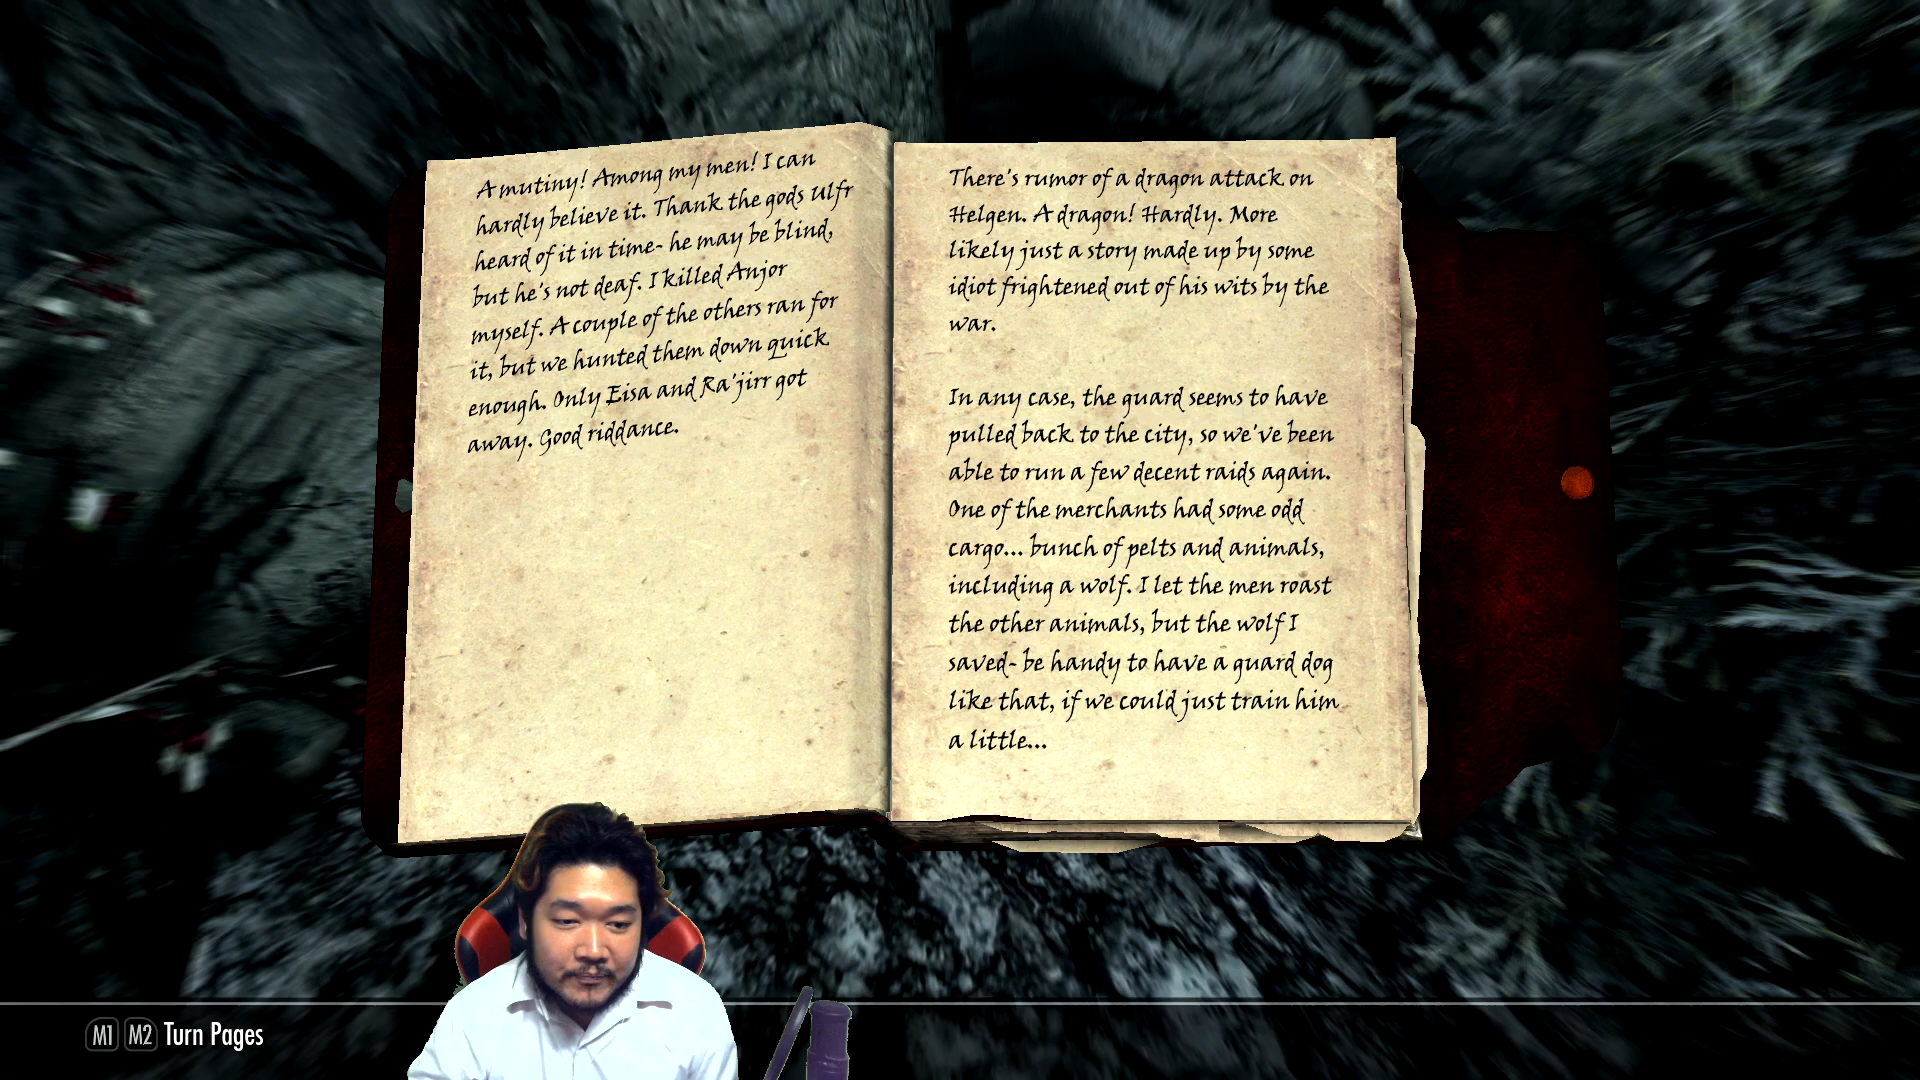 A mutiny! Among my men! I can
hardly believe it. Thank the gods Ulfr
heard of it in time- he may be blind,
but he's not deaf. I killed Anjor
myself. A couple of the others ran for
it, but we hunted them down quick
enough. Only Eisa and Ra'jirr got
away. Good riddance.
There's rumor of a dragon attack on
Helgen. A dragon! Hardly. More
likely just a story made up by some
idiot frightened out of his wits by the
war.
In any case, the guard seems to have
pulled back to the city, so we've been
able to run a few decent raids again.
One of the merchants had some odd
cargo... bunch of pelts and animals,
including a wolf. I let the men roast
the other animals, but the wolf I
saved- be handy to have a guard dog
like that, if we could just train him
a little...
M1 M2 Turn Pages